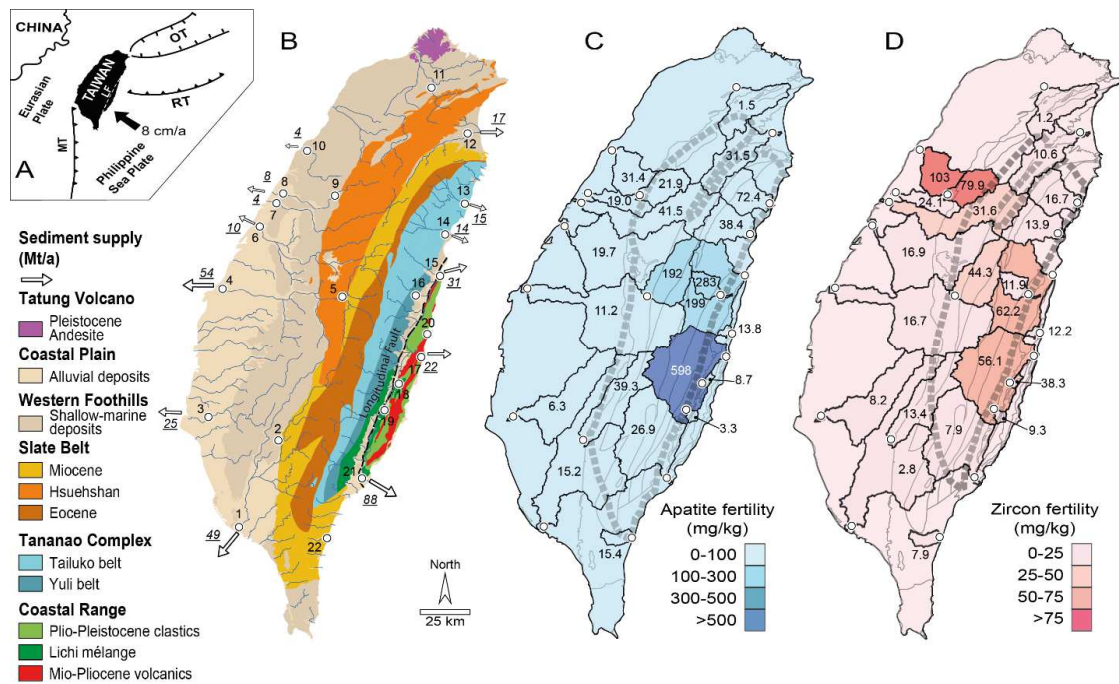 A
CHINA
Eurasian
Plate
TAIWAN
LF
OT
RT
MT
8 cm/a
Philippine
Sea Plate
Sediment supply
(Mt/a)
Tatung Volcano
Pleistocene
Andesite
Coastal Plain
Alluvial deposits
Western Foothills
Shallow-marine
deposits
Slate Belt
Miocene
Hsuehshan
Eocene
Tananao Complex
Tailuko belt
Yuli belt
Coastal Range
Plio-Pleistocene clastics
Lichi mélange
Mio-Pliocene volcanics
B
11
17
12
4
10
8
8
9
4
7
13
15
10
6
14
14
15
31
54
4
5
16
20
17
22
Longitudinal Fault
18
19
3
25
2
21
88
1
49
22
North
25 km
C
1.5
31.5
31.4
21.9
19.0
41.5
72.4
38.4
19.7
192
283
199
11.2
13.8
598
8.7
39.3
6.3
3.3
26.9
15.2
15.4
Apatite fertility
(mg/kg)
0-100
100-300
300-500
>500
D
1.2
10.6
103
79.9
24.1
31.6
16.7
13.9
16.9
44.3
11.9
62.2
16.7
12.2
56.1
38.3
8.2
13.4
9.3
7.9
2.8
7.9
Zircon fertility
(mg/kg)
0-25
25-50
50-75
>75